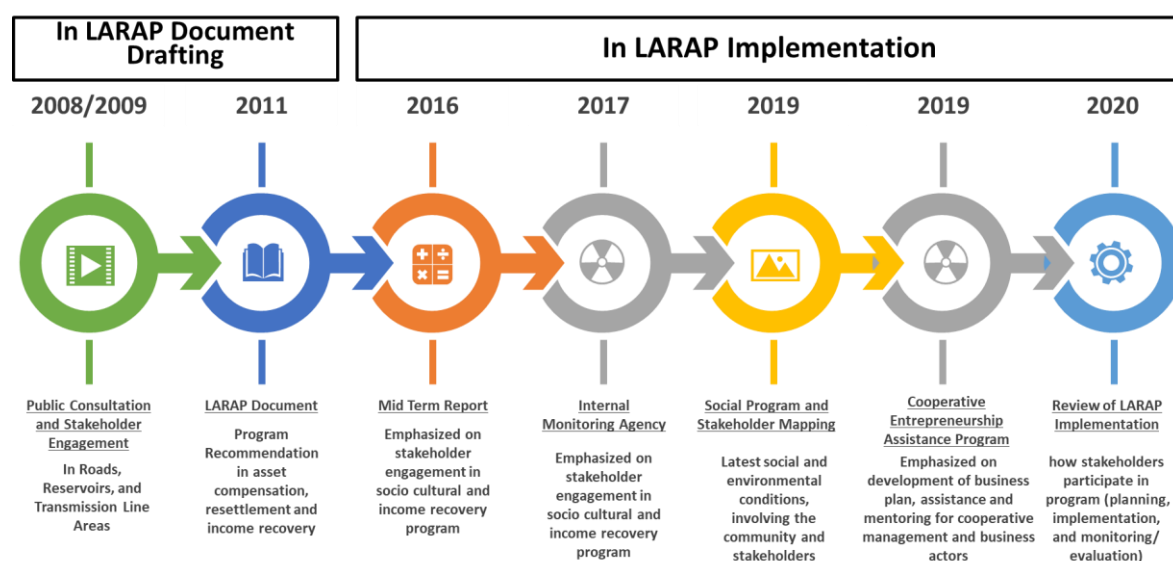 In LARAP Document
Drafting
In LARAP Implementation
2008/2009
2011
2016
2017
2019
2019
2020
Public Consultation
and Stakeholder
Engagement
In Roads,
Reservoirs, and
Transmission Line
Areas
LARAP Document
Program
Recommendation
in asset
compensation,
resettlement and
income recovery
Mid Term Report
Emphasized on
stakeholder
engagement in
socio cultural and
income recovery
program
Internal
Monitoring Agency
Emphasized on
stakeholder
engagement in
socio cultural and
income recovery
program
Social Program and
Stakeholder Mapping
Latest social and
environmental
conditions,
involving the
community and
stakeholders
Cooperative
Entrepreneurship
Assistance Program
Emphasized on
development of business
plan, assistance and
mentoring for cooperative
management and business
actors
Review of LARAP
Implementation
how stakeholders
participate in
program (planning,
implementation,
and monitoring/
evaluation)